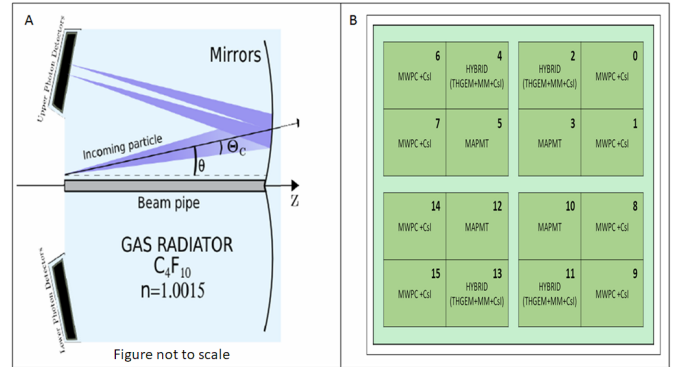 A
Upper Photon Detectors
Mirrors
Incoming particle
Θc
θ
Beam pipe
Z
GAS RADIATOR
C₄F₁₀
n=1.0015
Lower Photon Detectors
Figure not to scale
B
6
MWPC +CsI
4
HYBRID
(THGEM+MM+CsI)
2
HYBRID
(THGEM+MM+CsI)
0
MWPC +CsI
7
MWPC +CsI
5
MAPMT
3
MAPMT
1
MWPC +CsI
14
MWPC +CsI
12
MAPMT
10
MAPMT
8
MWPC +CsI
15
MWPC +CsI
13
HYBRID
(THGEM+MM+CsI)
11
HYBRID
(THGEM+MM+CsI)
9
MWPC +CsI